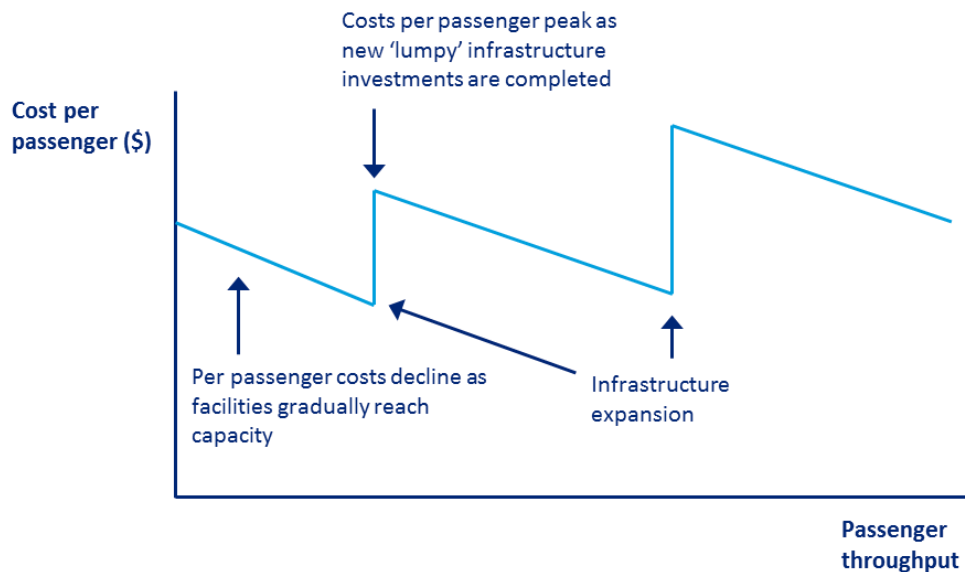 Costs per passenger peak as
new ‘lumpy’ infrastructure
investments are completed
Cost per
passenger ($)
Per passenger costs decline as
facilities gradually reach
capacity
Infrastructure
expansion
Passenger
throughput